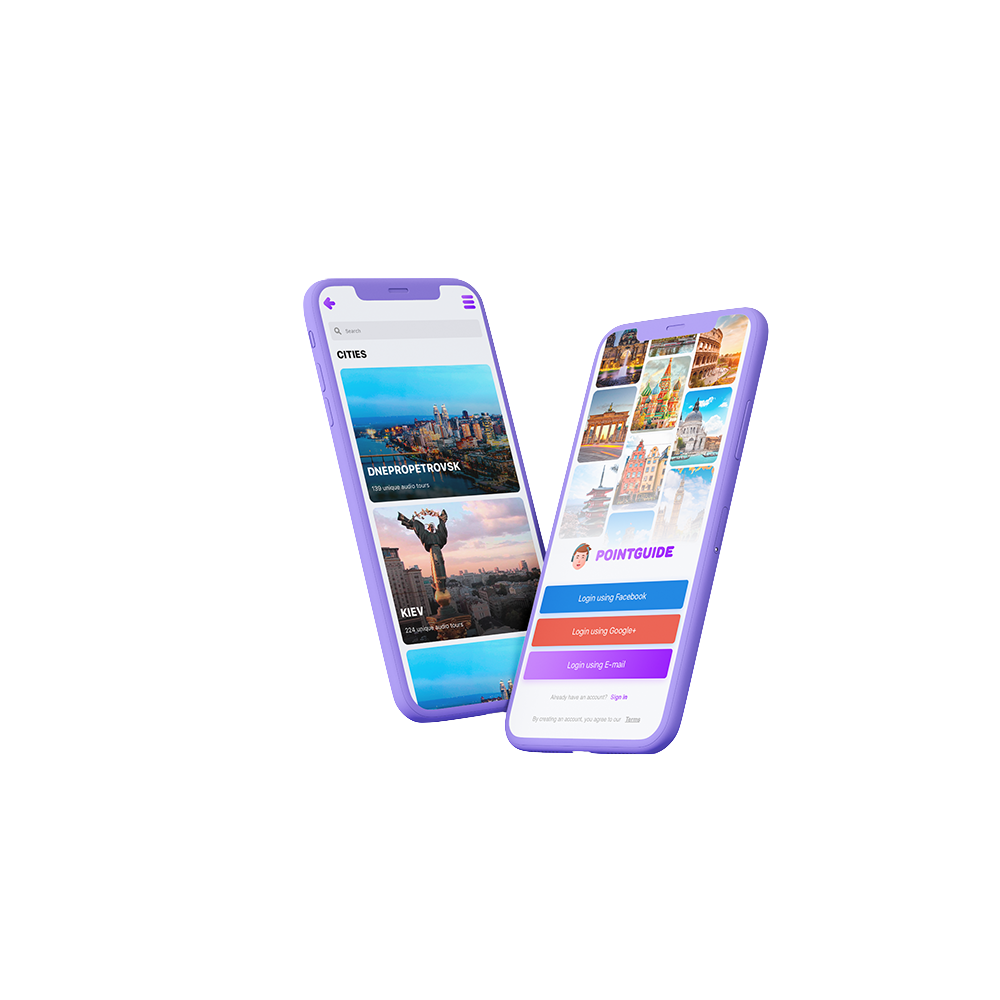 Search
CITIES
DNEPROPETROVSK
139 unique audio tours
KIEV
224 unique audio tours
POINTGUIDE
Login using Facebook
Login using Google+
Login using E-mail
Already have an account? Sign In
By creating an account, you agree to our Terms